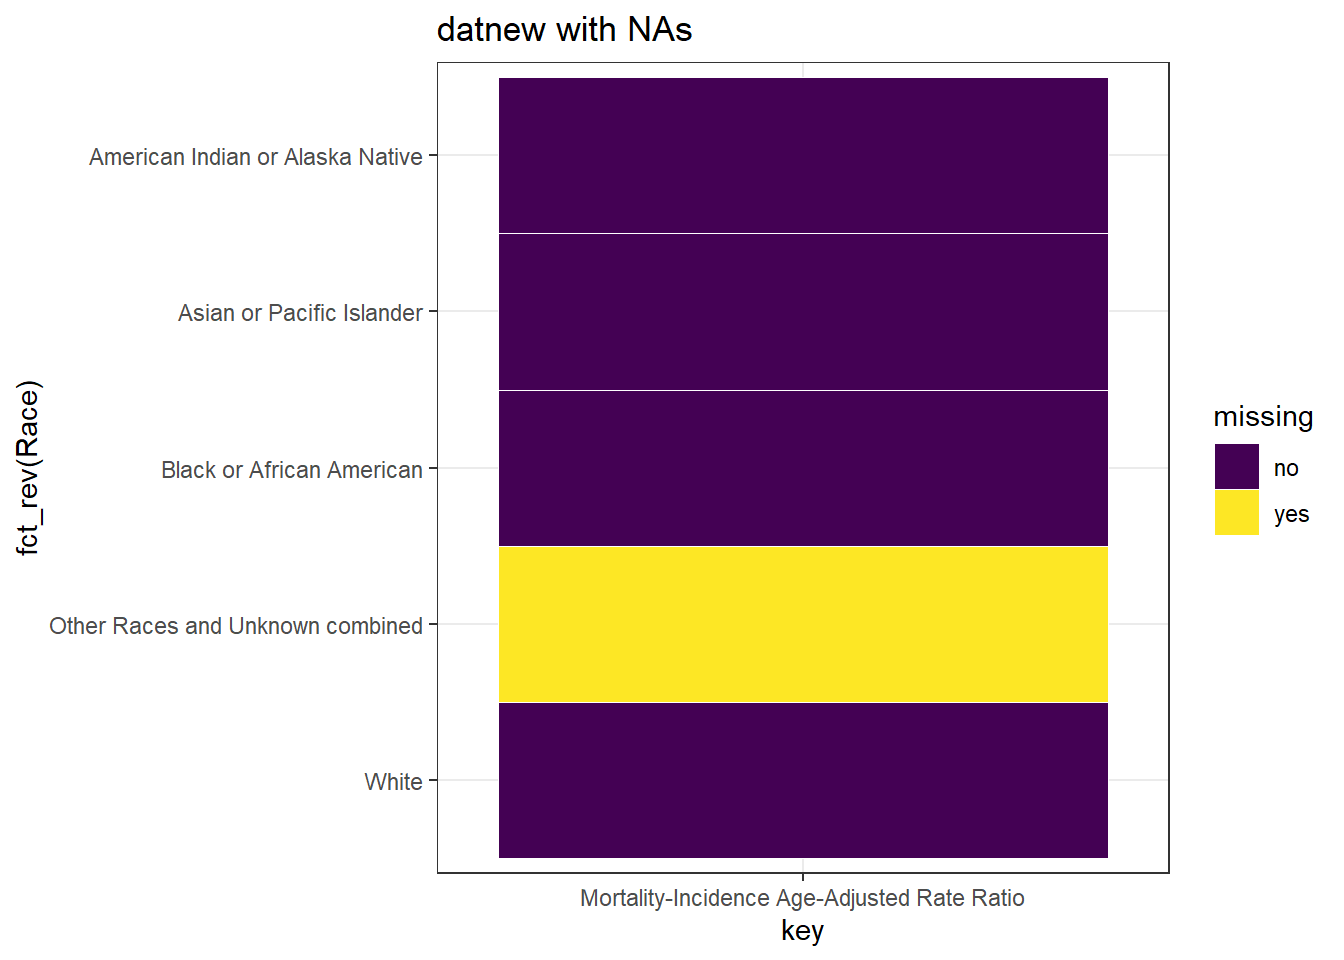 datnew with NAs
American Indian or Alaska Native
Asian or Pacific Islander
Black or African American
Other Races and Unknown combined
White
fct_rev(Race)
Mortality-Incidence Age-Adjusted Rate Ratio
key
missing
no
yes